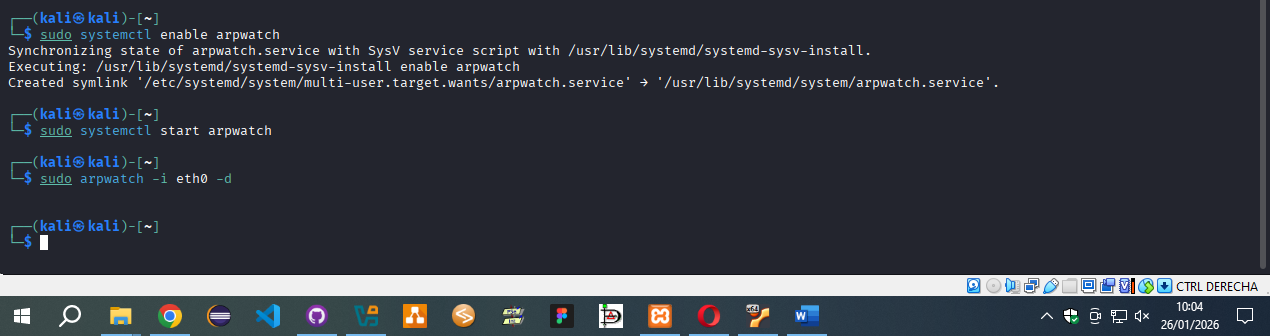 ┌──(kali㉿kali)-[~]
└─$ sudo systemctl enable arpwatch
Synchronizing state of arpwatch.service with SysV service script with /usr/lib/systemd/systemd-sysv-install.
Executing: /usr/lib/systemd/systemd-sysv-install enable arpwatch
Created symlink '/etc/systemd/system/multi-user.target.wants/arpwatch.service' → '/usr/lib/systemd/system/arpwatch.service'.
┌──(kali㉿kali)-[~]
└─$ sudo systemctl start arpwatch
┌──(kali㉿kali)-[~]
└─$ sudo arpwatch -i eth0 -d
┌──(kali㉿kali)-[~]
└─$
CTRL DERECHA
10:04
26/01/2026